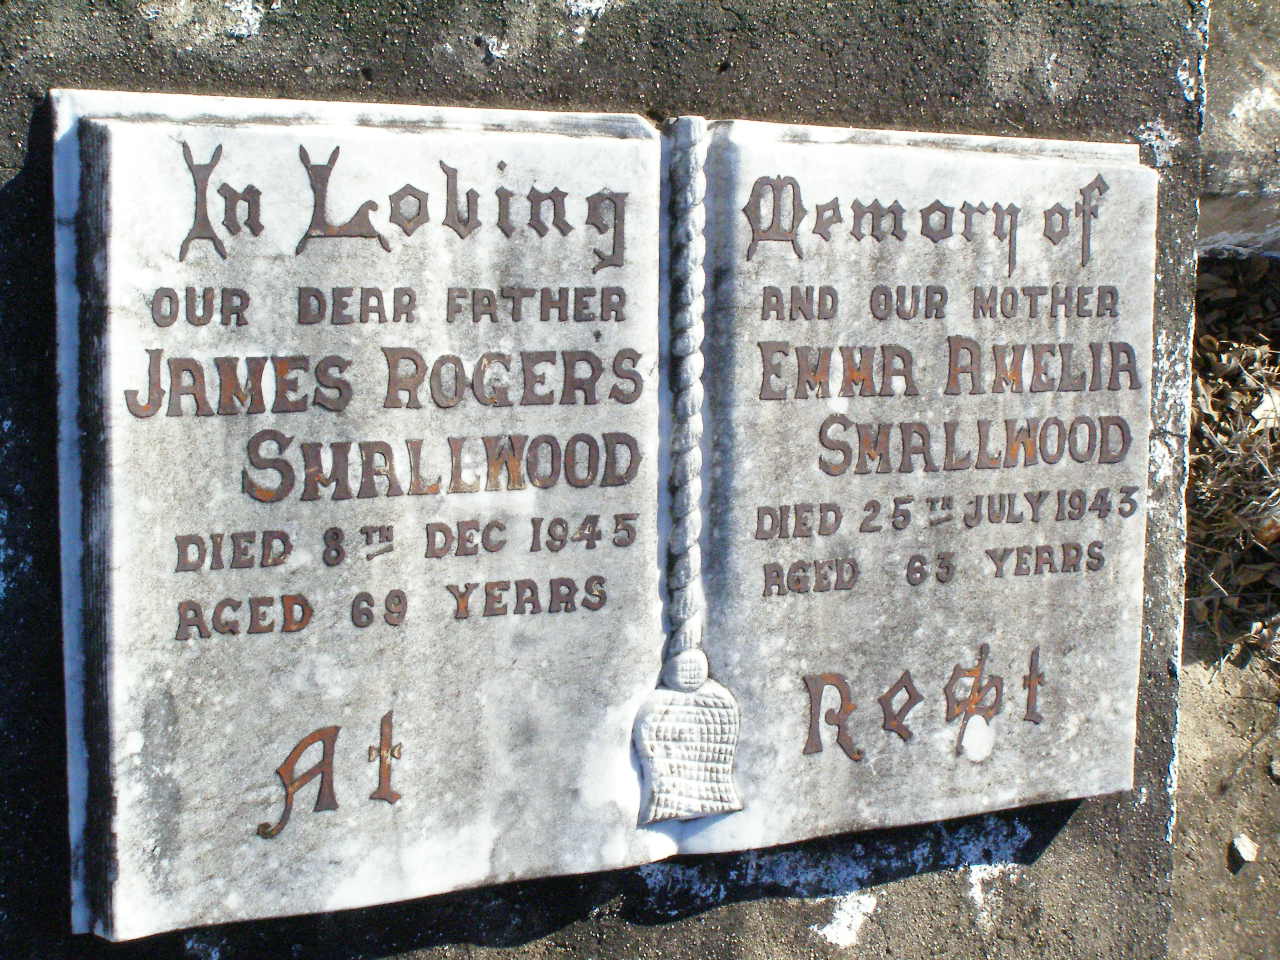 In Loving
OUR DEAR FATHER
JAMES ROGERS
SMALLWOOD
DIED 8TH DEC 1945
AGED 69 YEARS
At
Memory of
AND OUR MOTHER
EMMA AMELIA
SMALLWOOD
DIED 25TH JULY 1943
AGED 63 YEARS
Rest